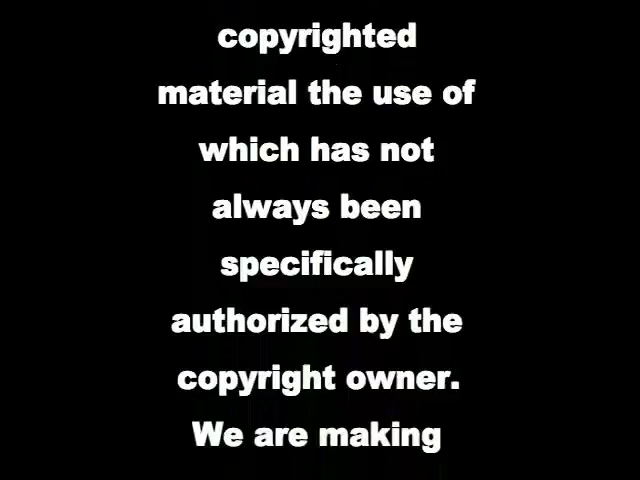 copyrighted
material the use of
which has not
always been
specifically
authorized by the
copyright owner.
We are making